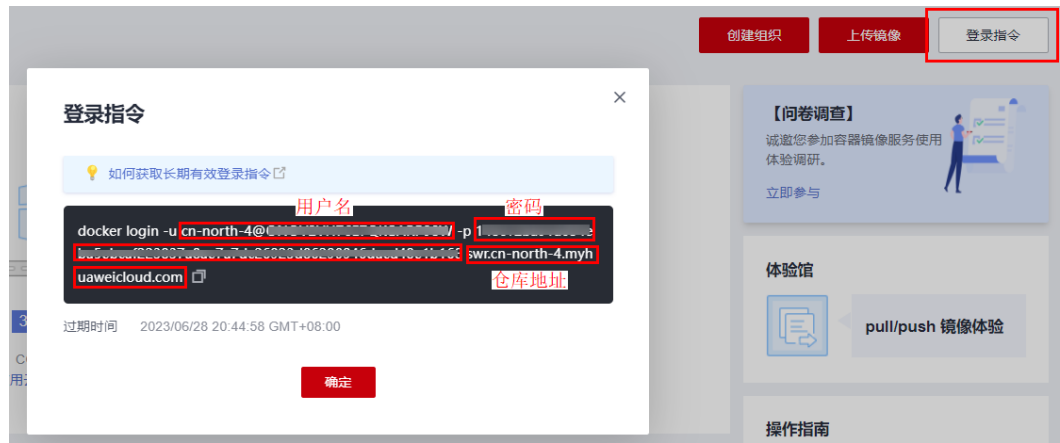 创建组织
上传镜像
登录指令
登录指令
如何获取长期有效登录指令
用户名
密码
docker login -u cn-north-4@ -p
swr.cn-north-4.myh
uaweicloud.com
仓库地址
过期时间 2023/06/28 20:44:58 GMT+08:00
确定
【问卷调查】
诚邀您参加容器镜像服务使用
体验调研。
立即参与
体验馆
pull/push 镜像体验
操作指南
3
C
用